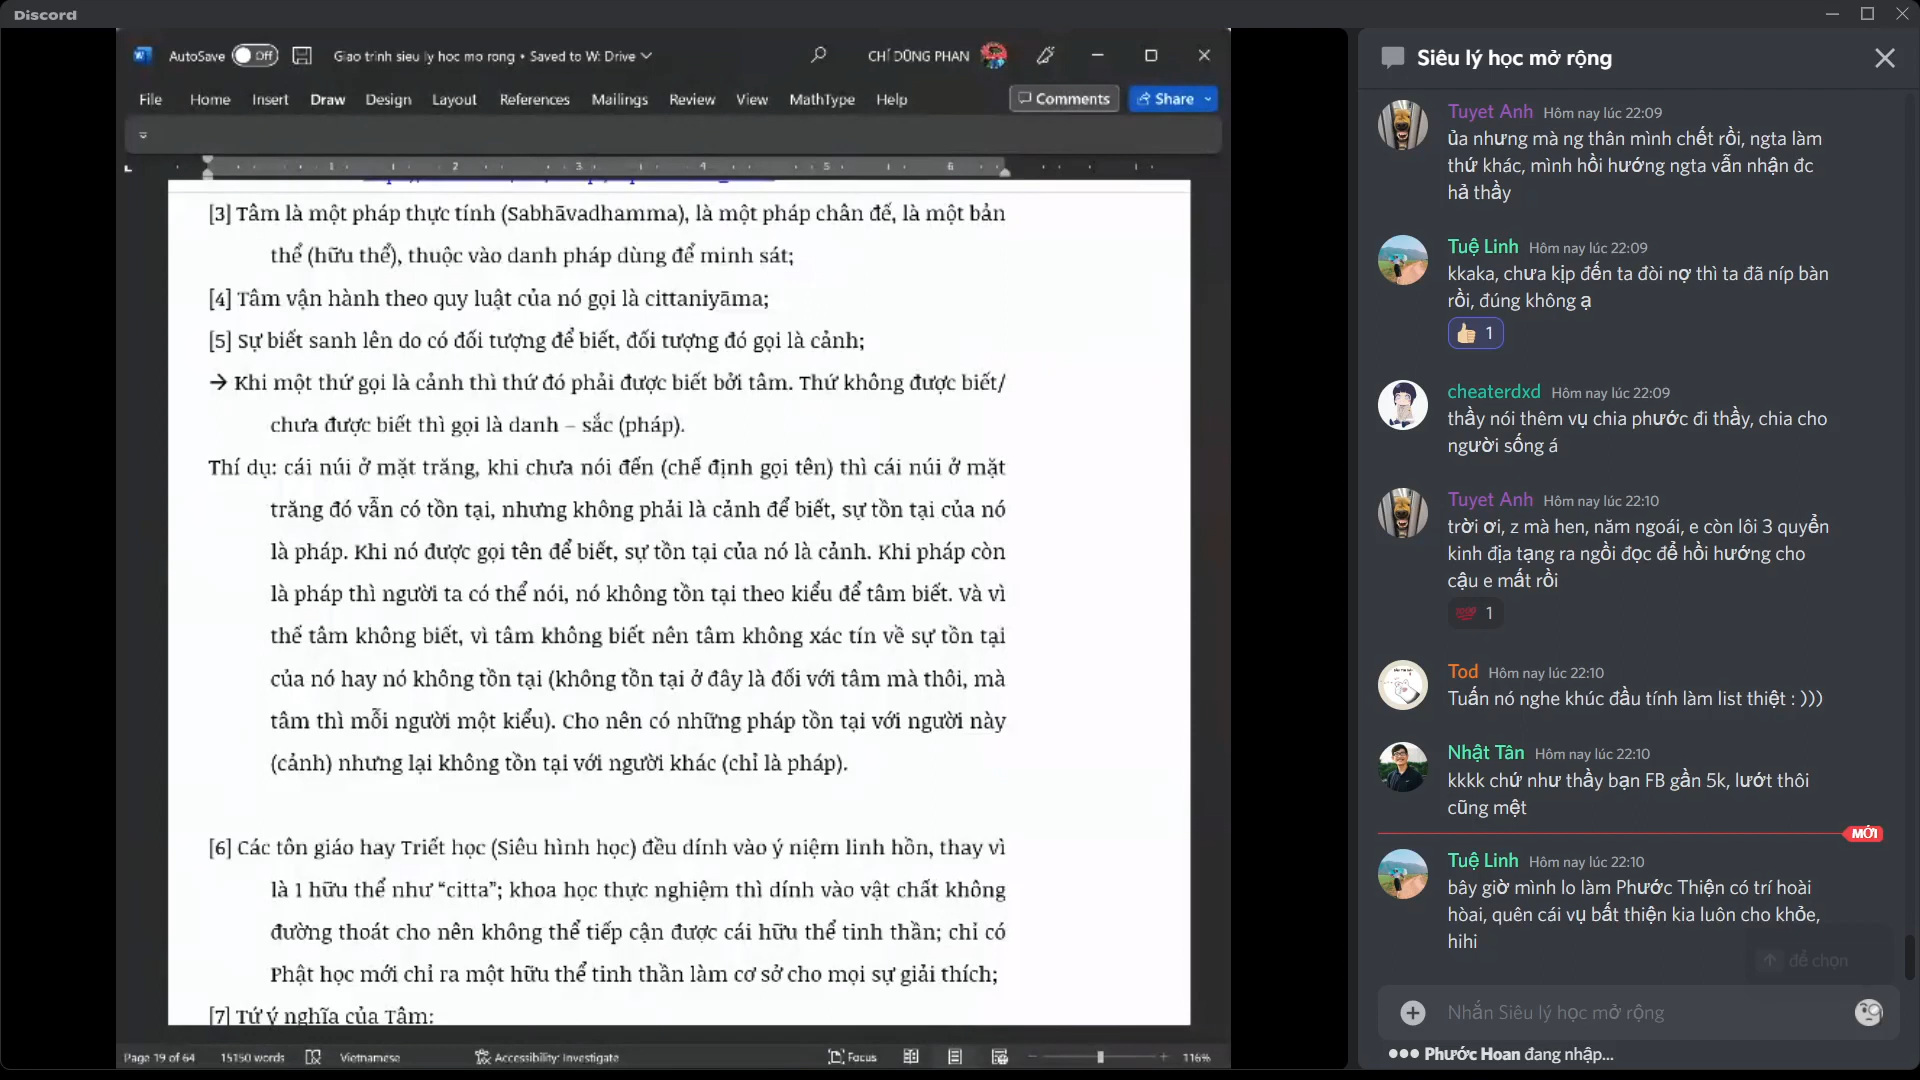 Discord
AutoSave Off Giao trinh sieu ly hoc mo rong • Saved to W: Drive CHÍ DŨNG PHAN
File Home Insert Draw Design Layout References Mailings Review View MathType Help Comments Share
1 2 3 4 5 6
[3] Tâm là một pháp thực tính (Sabhāvadhamma), là một pháp chân đế, là một bản
thể (hữu thể), thuộc vào danh pháp dùng để minh sát;
[4] Tâm vận hành theo quy luật của nó gọi là cittaniyāma;
[5] Sự biết sanh lên do có đối tượng để biết, đối tượng đó gọi là cảnh;
→ Khi một thứ gọi là cảnh thì thứ đó phải được biết bởi tâm. Thứ không được biết/
chưa được biết thì gọi là danh – sắc (pháp).
Thí dụ: cái núi ở mặt trăng, khi chưa nói đến (chế định gọi tên) thì cái núi ở mặt
trăng đó vẫn có tồn tại, nhưng không phải là cảnh để biết, sự tồn tại của nó
là pháp. Khi nó được gọi tên để biết, sự tồn tại của nó là cảnh. Khi pháp còn
là pháp thì người ta có thể nói, nó không tồn tại theo kiểu để tâm biết. Và vì
thế tâm không biết, vì tâm không biết nên tâm không xác tín về sự tồn tại
của nó hay nó không tồn tại (không tồn tại ở đây là đối với tâm mà thôi, mà
tâm thì mỗi người một kiểu). Cho nên có những pháp tồn tại với người này
(cảnh) nhưng lại không tồn tại với người khác (chỉ là pháp).
[6] Các tôn giáo hay Triết học (Siêu hình học) đều dính vào ý niệm linh hồn, thay vì
là 1 hữu thể như “citta”; khoa học thực nghiệm thì dính vào vật chất không
đường thoát cho nên không thể tiếp cận được cái hữu thể tinh thần; chỉ có
Phật học mới chỉ ra một hữu thể tinh thần làm cơ sở cho mọi sự giải thích;
[7] Tứ ý nghĩa của Tâm:
Page 19 of 64 15150 words Vietnamese Accessibility: Investigate Focus 116%
Siêu lý học mở rộng
Tuyet Anh Hôm nay lúc 22:09
ủa nhưng mà ng thân mình chết rồi, ngta làm
thứ khác, mình hồi hướng ngta vẫn nhận đc
hả thầy
Tuệ Linh Hôm nay lúc 22:09
kkaka, chưa kịp đến ta đòi nợ thì ta đã níp bàn
rồi, đúng không ạ
1
cheaterdxd Hôm nay lúc 22:09
thầy nói thêm vụ chia phước đi thầy, chia cho
người sống á
Tuyet Anh Hôm nay lúc 22:10
trời ơi, z mà hen, năm ngoái, e còn lôi 3 quyển
kinh địa tạng ra ngồi đọc để hồi hướng cho
cậu e mất rồi
1
Tod Hôm nay lúc 22:10
Tuấn nó nghe khúc đầu tính làm list thiệt : )))
Nhật Tân Hôm nay lúc 22:10
kkkk chứ như thầy bạn FB gần 5k, lướt thôi
cũng mệt
MỚI
Tuệ Linh Hôm nay lúc 22:10
bây giờ mình lo làm Phước Thiện có trí hoài
hòai, quên cái vụ bất thiện kia luôn cho khỏe,
hihi
để chọn
Nhắn Siêu lý học mở rộng
Phước Hoan đang nhập...